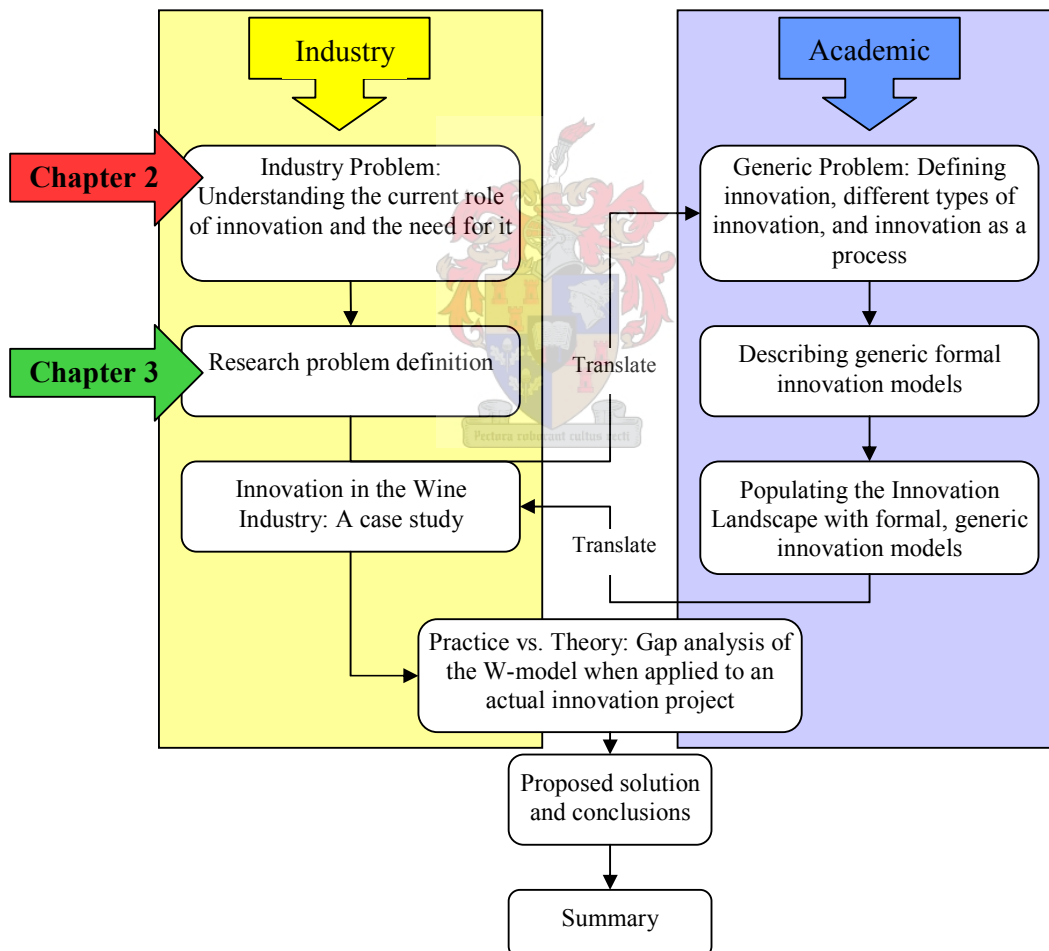 Industry
Academic
Chapter 2
Industry Problem:
Understanding the current role
of innovation and the need for it
Generic Problem: Defining
innovation, different types of
innovation, and innovation as a
process
Chapter 3
Research problem definition
Translate
Describing generic formal
innovation models
Pectora roborant cultus recti
Innovation in the Wine
Industry: A case study
Translate
Populating the Innovation
Landscape with formal, generic
innovation models
Practice vs. Theory: Gap analysis of
the W-model when applied to an
actual innovation project
Proposed solution
and conclusions
Summary